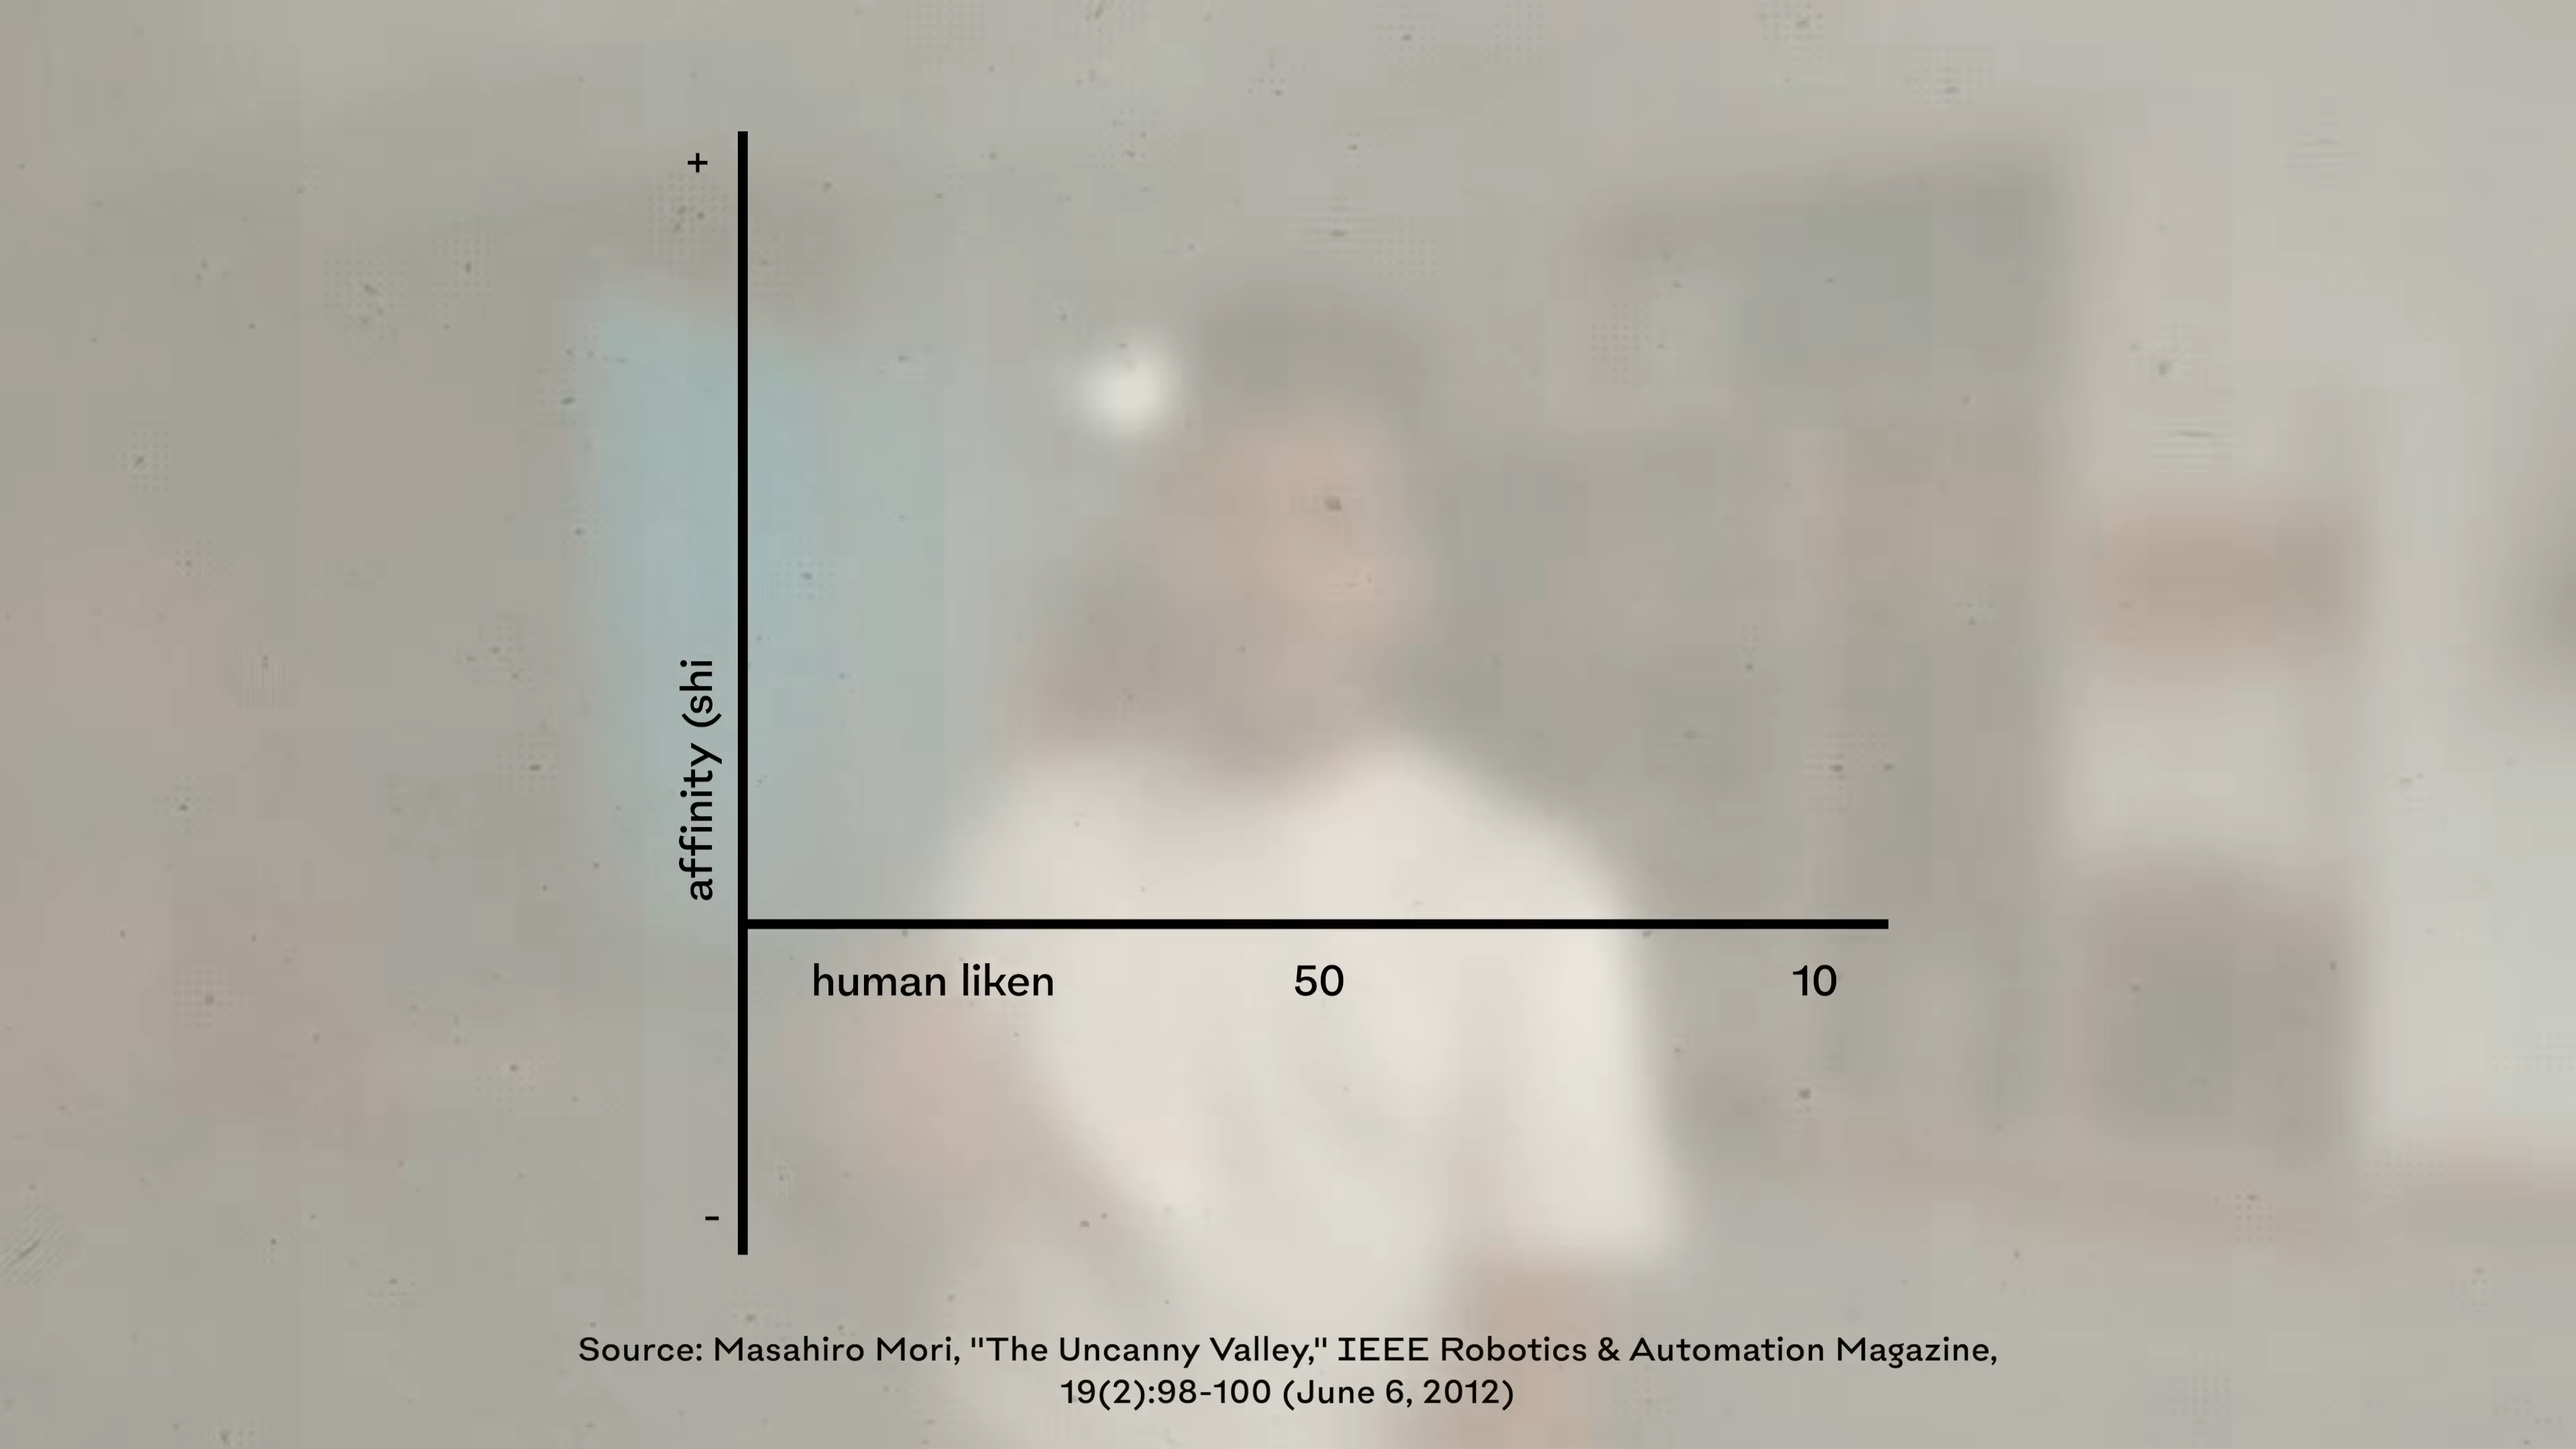 +
affinity (shi
human liken 50 10
-
Source: Masahiro Mori, "The Uncanny Valley," IEEE Robotics & Automation Magazine,
19(2):98-100 (June 6, 2012)